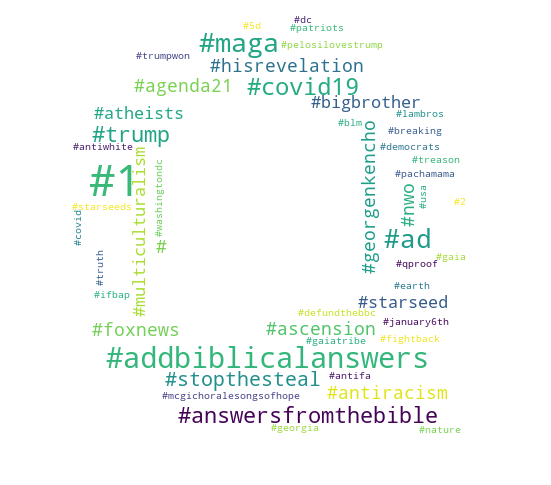 #dc
#5d
#patriots
#maga
#pelosilovestrump
#trumpwon
#hisrevelation
#agenda21
#covid19
#bigbrother
#atheists
#lambros
#blm
#trump
#breaking
#antiwhite
#democrats
#georgenkencho
#multiculturalism
#washingtondc
#treason
#1
#pachamama
#nwo
#usa
#starseeds
#2
#covid
#
#ad
#truth
#gaia
#qproof
#earth
#ifbap
#starseed
#defundthebbc
#foxnews
#ascension
#january6th
#gaiatribe
#fightback
#addbiblicalanswers
#stopthesteal
#antifa
#mcgichoralesongsofhope
#antiracism
#answersfromthebible
#georgia
#nature